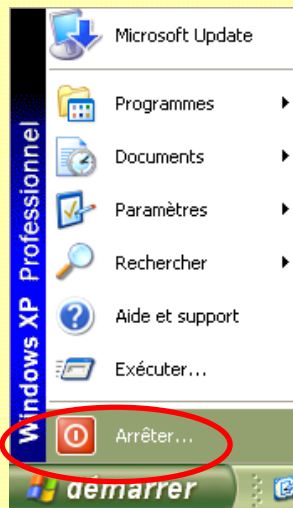 Microsoft Update
Programmes
Documents
Paramètres
Rechercher
Aide et support
Exécuter...
Arrêter...
Windows XP Professionnel
démarrer